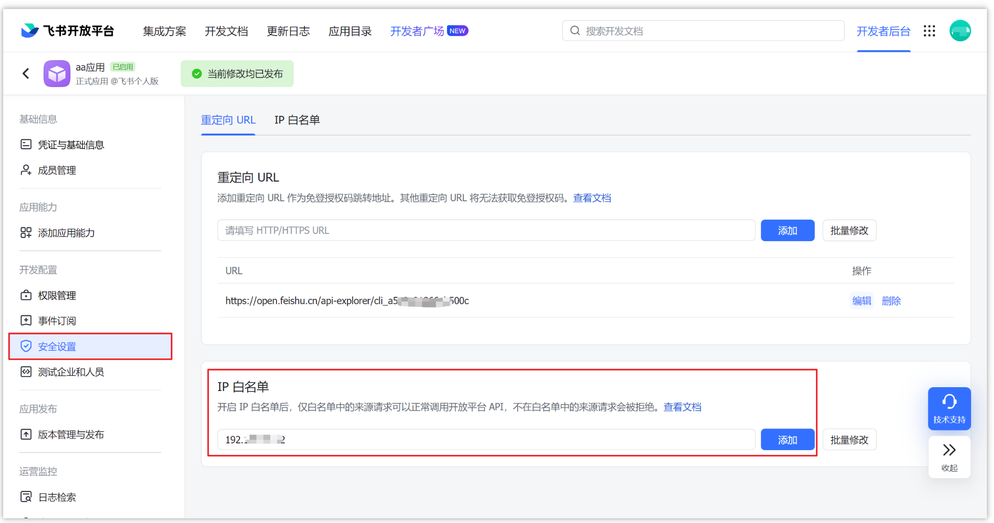 飞书开放平台 集成方案 开发文档 更新日志 应用目录 开发者广场 NEW 搜索开发文档 开发者后台
aa应用 已启用
正式应用 @飞书个人版
当前修改均已发布
基础信息
凭证与基础信息
成员管理
应用能力
添加应用能力
开发配置
权限管理
事件订阅
安全设置
测试企业和人员
应用发布
版本管理与发布
运营监控
日志检索
重定向 URL IP 白名单
重定向 URL
添加重定向 URL 作为免登授权码跳转地址。其他重定向 URL 将无法获取免登授权码。查看文档
请填写 HTTP/HTTPS URL 添加 批量修改
URL 操作
https://open.feishu.cn/api-explorer/cli_a5 500c 编辑 删除
IP 白名单
开启 IP 白名单后，仅白名单中的来源请求可以正常调用开放平台 API，不在白名单中的来源请求会被拒绝。查看文档
192. 2 添加 批量修改
技术支持
收起